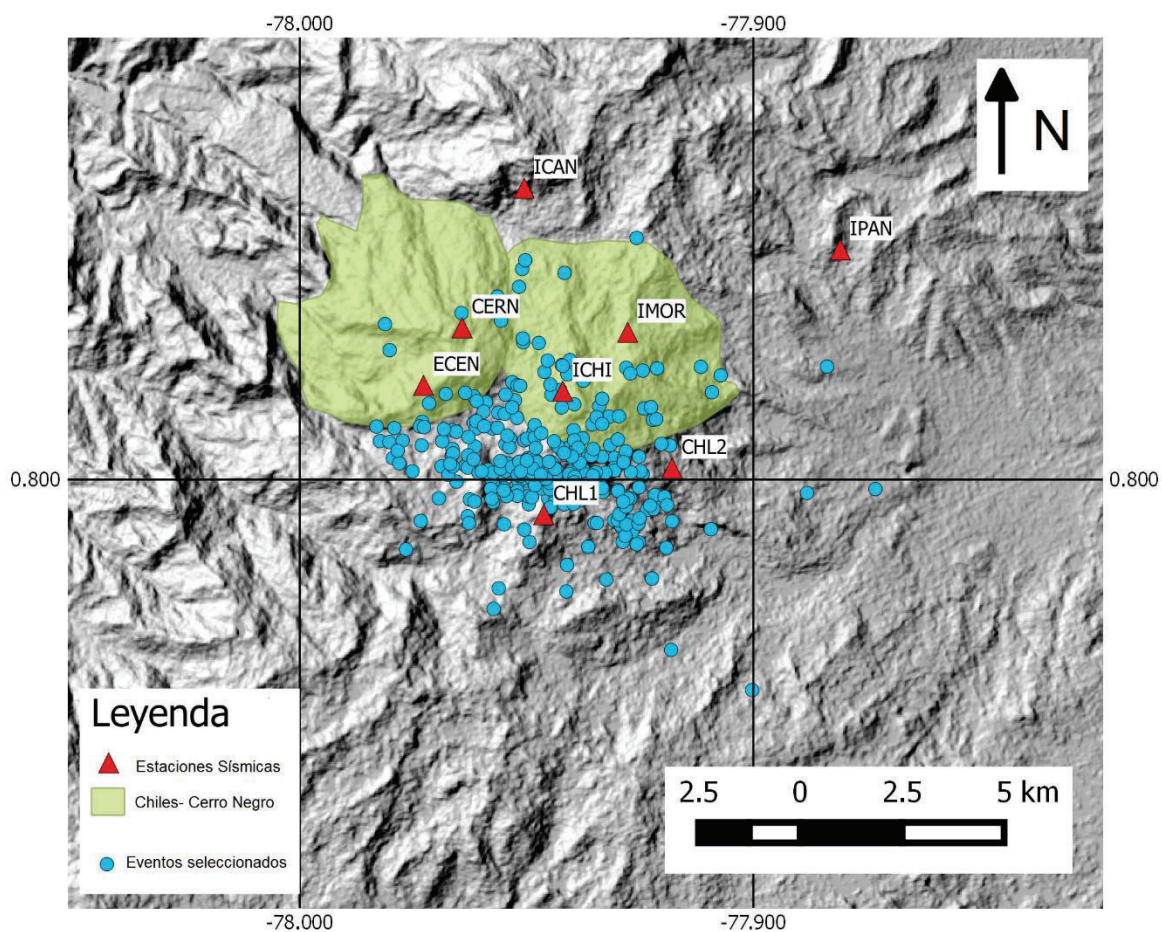 -78.000
-77.900
N
ICAN
IPAN
CERN
IMOR
ECEN
ICHI
CHL2
0.800
0.800
CHL1
Leyenda
Estaciones Sísmicas
Chiles- Cerro Negro
Eventos seleccionados
2.5 0 2.5 5 km
-78.000
-77.900